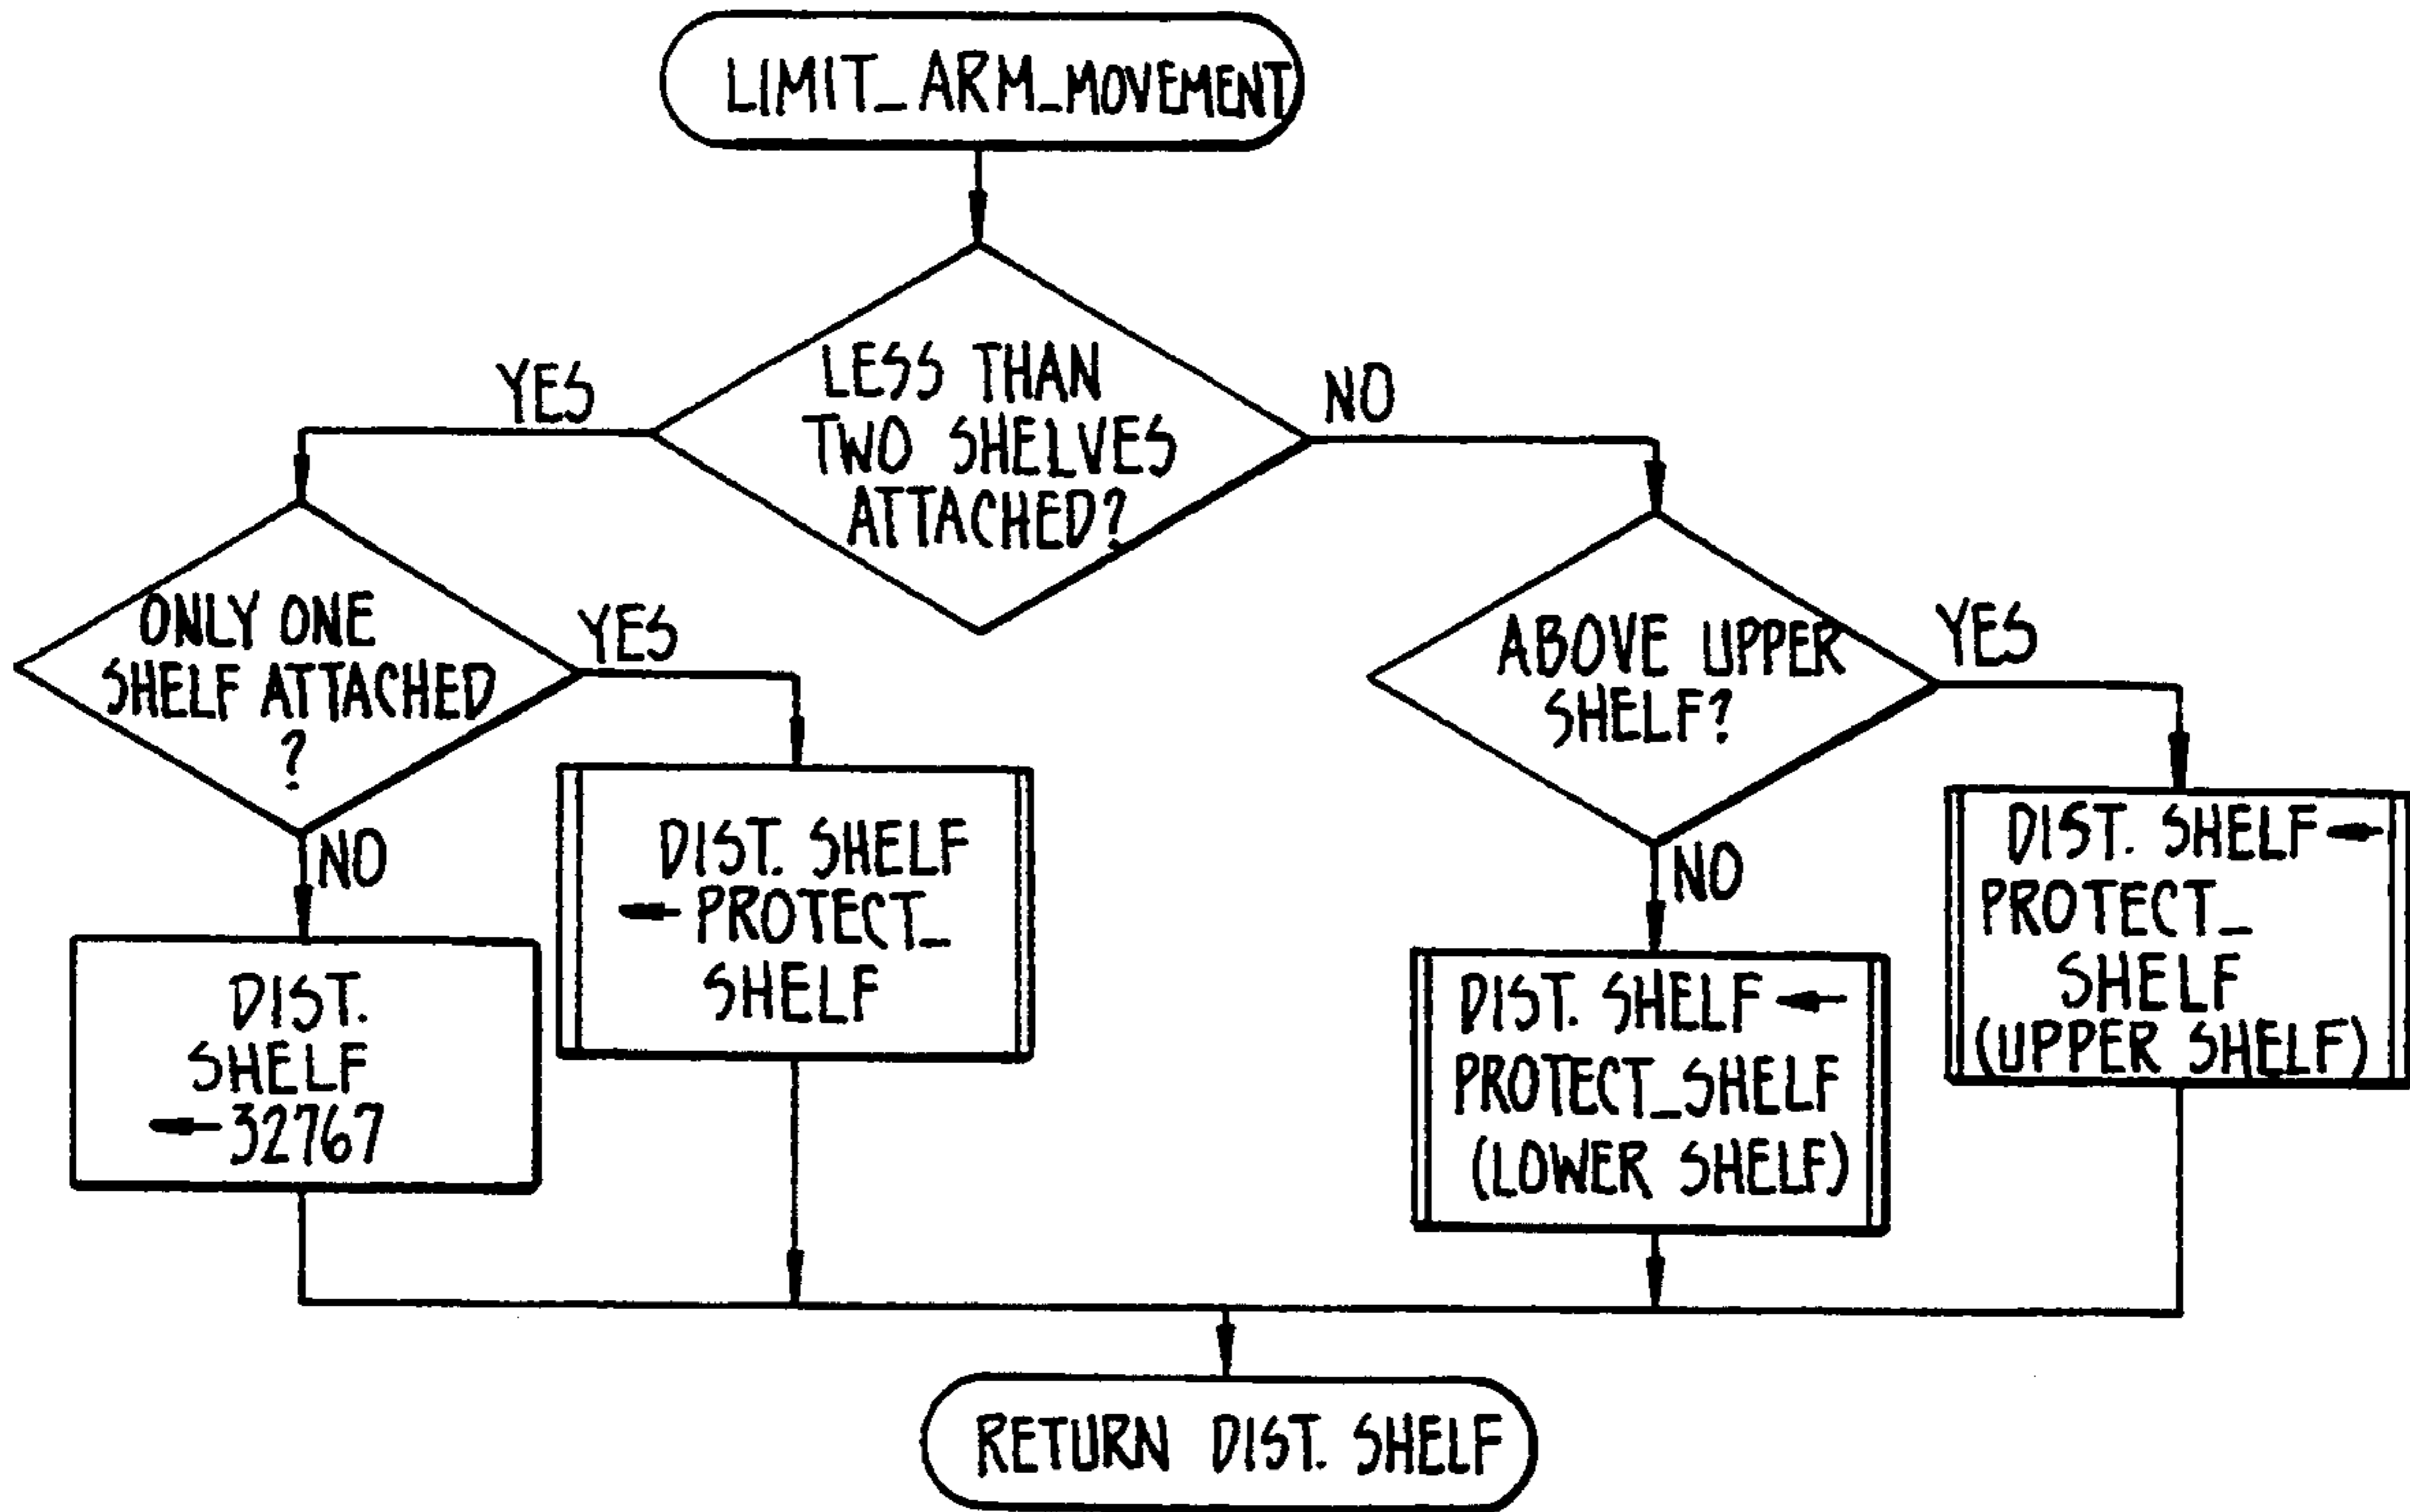 LIMIT_ARM_MOVEMENT
LESS THAN
TWO SHELVES
ATTACHED?
YES
NO
ONLY ONE
SHELF ATTACHED
?
YES
NO
DIST. SHELF
← PROTECT_
SHELF
DIST.
SHELF
← 32767
ABOVE UPPER
SHELF?
YES
NO
DIST. SHELF ←
PROTECT_
SHELF
(UPPER SHELF)
DIST. SHELF ←
PROTECT_SHELF
(LOWER SHELF)
RETURN DIST. SHELF